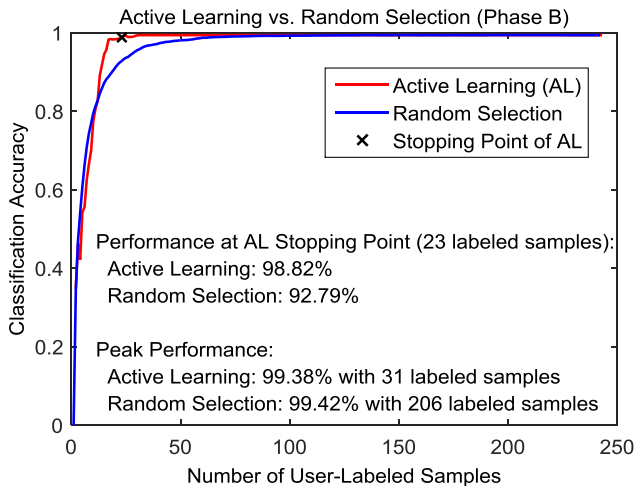 Active Learning vs. Random Selection (Phase B)
1
0.8
0.6
0.4
0.2
0
Classification Accuracy
Active Learning (AL)
Random Selection
Stopping Point of AL
Performance at AL Stopping Point (23 labeled samples):
Active Learning: 98.82%
Random Selection: 92.79%
Peak Performance:
Active Learning: 99.38% with 31 labeled samples
Random Selection: 99.42% with 206 labeled samples
0 50 100 150 200 250
Number of User-Labeled Samples